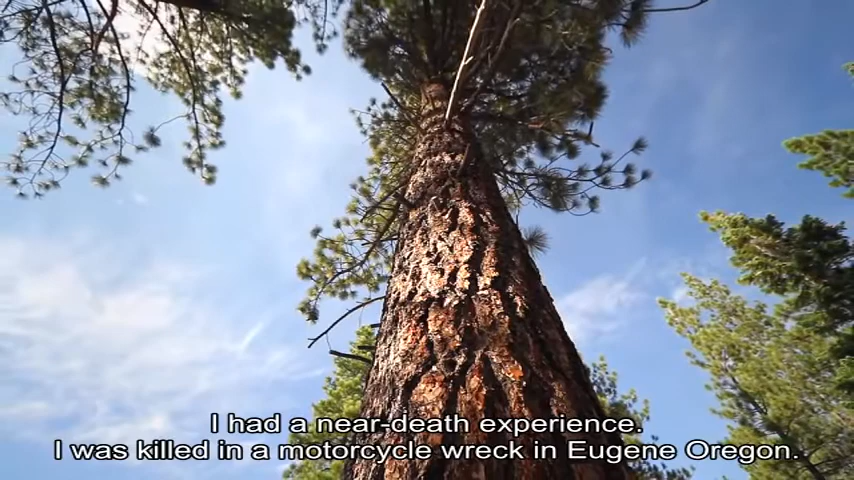 I had a near-death experience.
I was killed in a motorcycle wreck in Eugene Oregon.